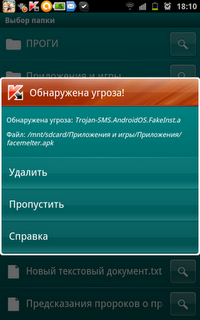 18:10
Выбор папки
ПРОГИ
Приложения и игры
Обнаружена угроза!
Обнаружена угроза: Trojan-SMS.AndroidOS.FakeInst.a
Файл: /mnt/sdcard/Приложения и игры/Приложения/
facemelter.apk
Удалить
Пропустить
Справка
Новый текстовый документ.txt
Предсказания пророков о пр